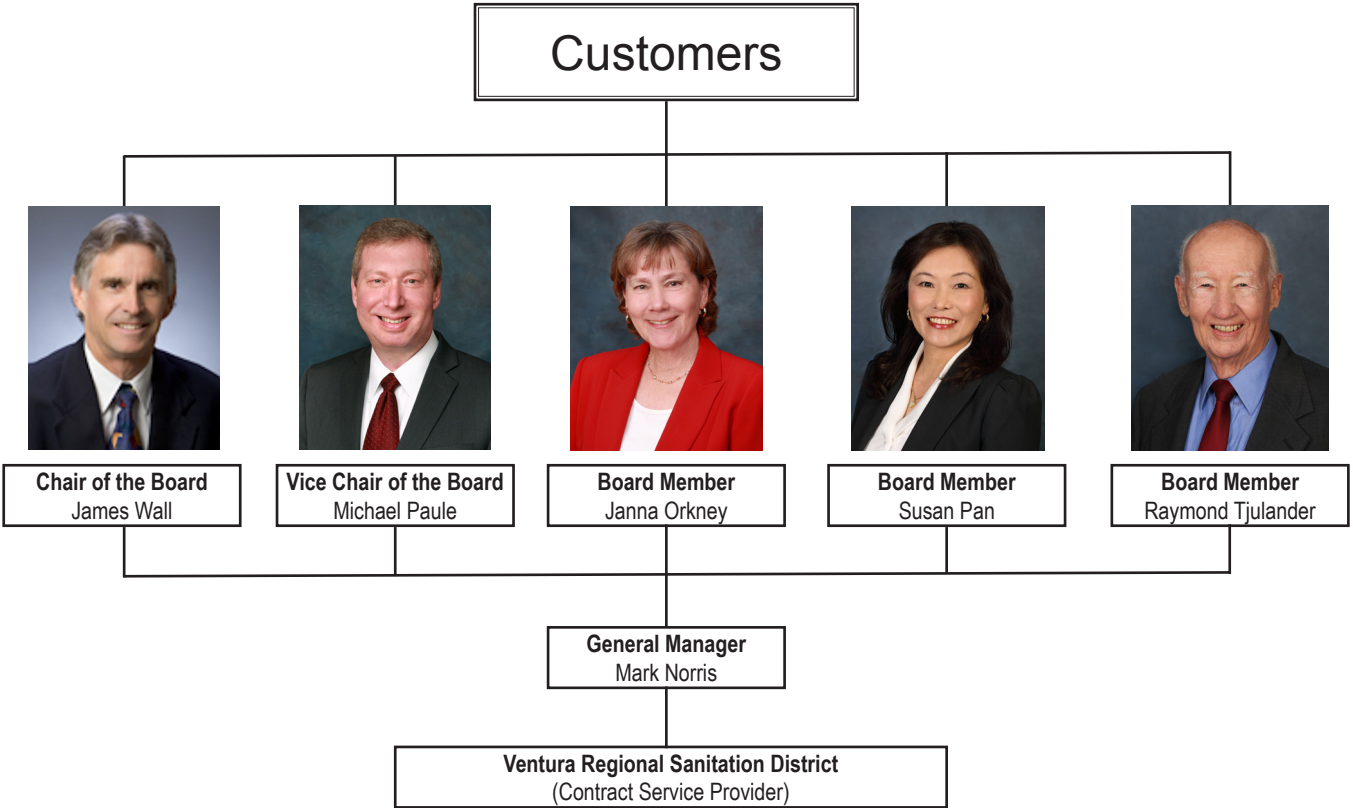 Customers
Chair of the Board
James Wall
Vice Chair of the Board
Michael Paule
Board Member
Janna Orkney
Board Member
Susan Pan
Board Member
Raymond Tjulander
General Manager
Mark Norris
Ventura Regional Sanitation District
(Contract Service Provider)